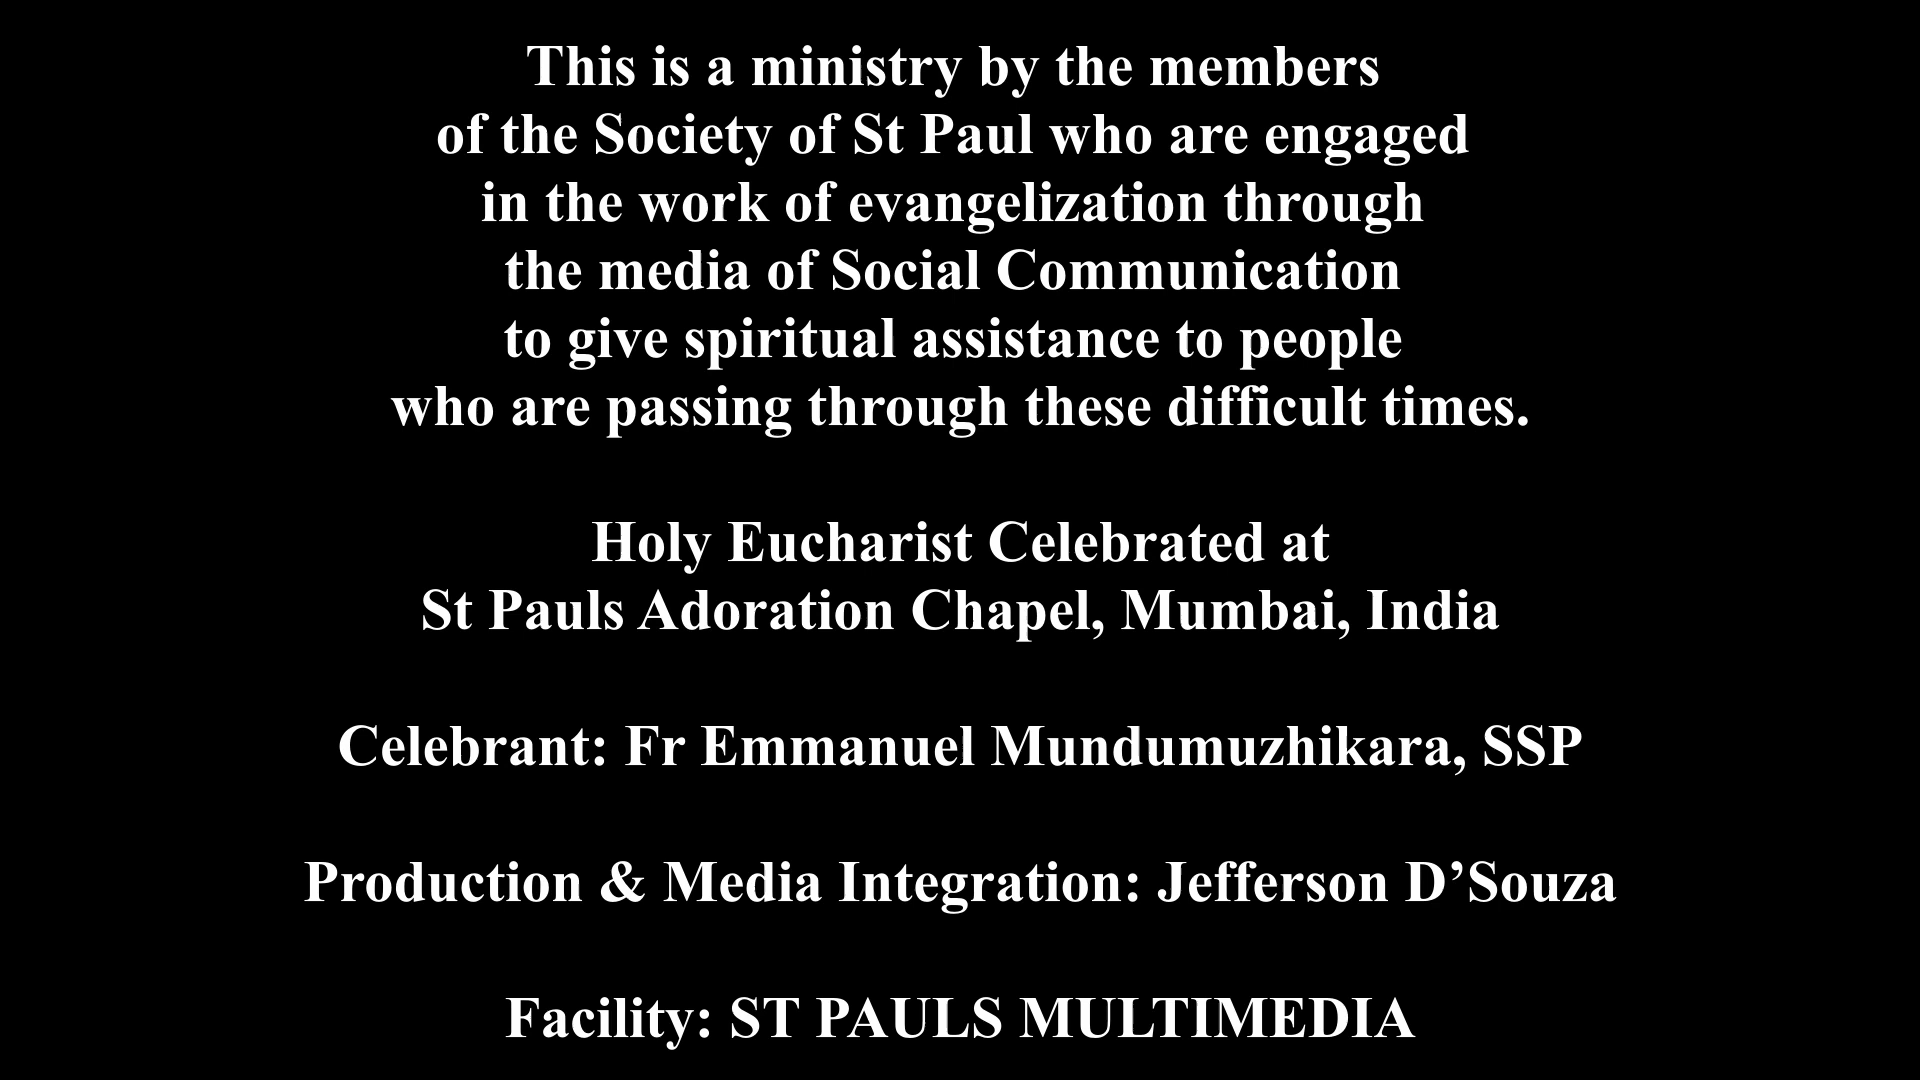 This is a ministry by the members
of the Society of St Paul who are engaged
in the work of evangelization through
the media of Social Communication
to give spiritual assistance to people
who are passing through these difficult times.
Holy Eucharist Celebrated at
St Pauls Adoration Chapel, Mumbai, India
Celebrant: Fr Emmanuel Mundumuzhikara, SSP
Production & Media Integration: Jefferson D’Souza
Facility: ST PAULS MULTIMEDIA